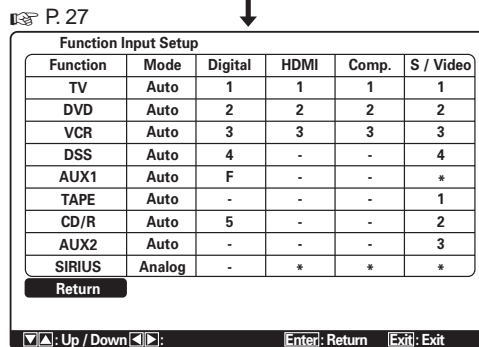 ☞ P. 27
Function Input Setup
Function Mode Digital HDMI Comp. S / Video
TV Auto 1 1 1 1
DVD Auto 2 2 2 2
VCR Auto 3 3 3 3
DSS Auto 4 - - 4
AUX1 Auto F - - *
TAPE Auto - - - 1
CD/R Auto 5 - - 2
AUX2 Auto - - - 3
SIRIUS Analog - * * *
Return
▼▲: Up / Down ◀▶: Enter: Return Exit: Exit